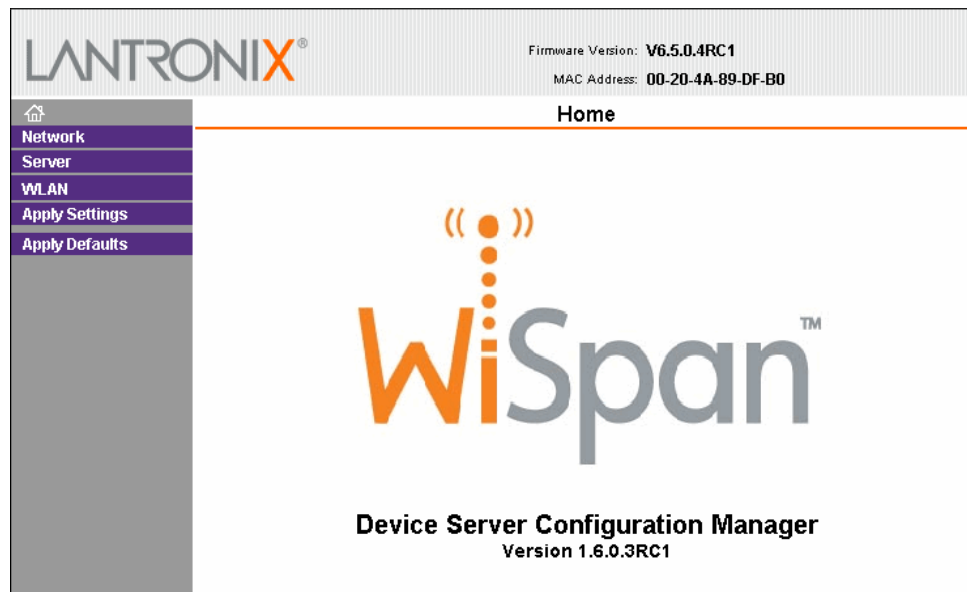 LANTRONIX®
Firmware Version: V6.5.0.4RC1
MAC Address: 00-20-4A-89-DF-B0
Home
Network
Server
WLAN
Apply Settings
Apply Defaults
WiSpan™
Device Server Configuration Manager
Version 1.6.0.3RC1